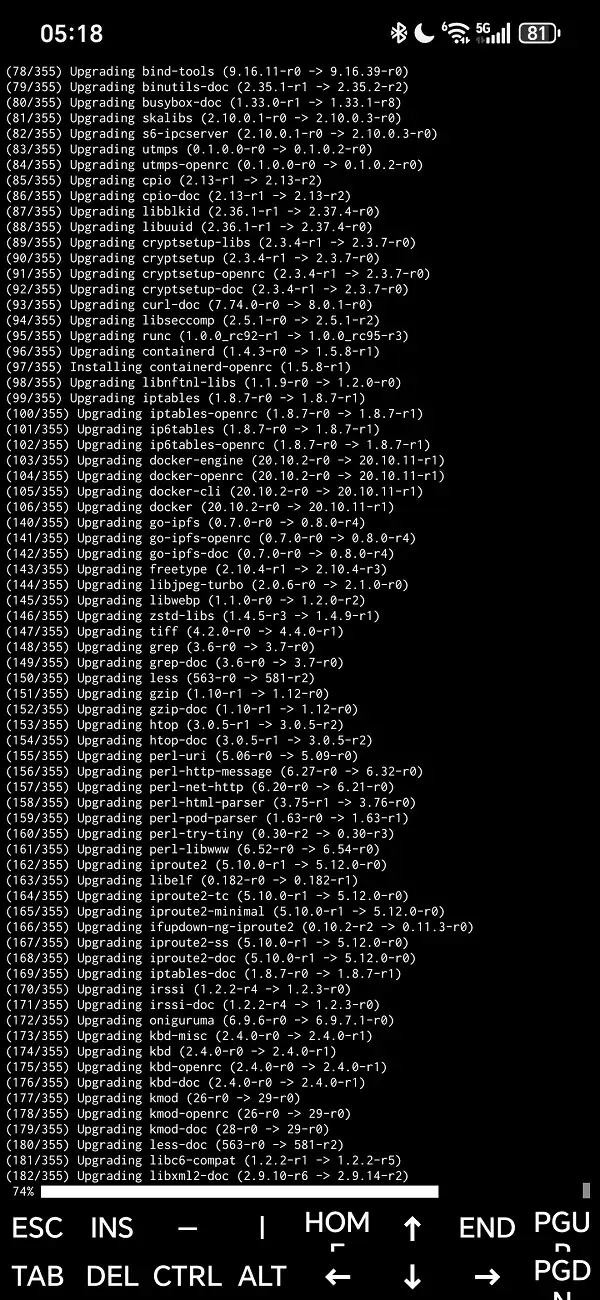 05:18
6 5G 81
(78/355) Upgrading bind-tools (9.16.11-r0 -> 9.16.39-r0)
(79/355) Upgrading binutils-doc (2.35.1-r1 -> 2.35.2-r2)
(80/355) Upgrading busybox-doc (1.33.0-r1 -> 1.33.1-r8)
(81/355) Upgrading skalibs (2.10.0.1-r0 -> 2.10.0.3-r0)
(82/355) Upgrading s6-ipcserver (2.10.0.1-r0 -> 2.10.0.3-r0)
(83/355) Upgrading utmps (0.1.0.0-r0 -> 0.1.0.2-r0)
(84/355) Upgrading utmps-openrc (0.1.0.0-r0 -> 0.1.0.2-r0)
(85/355) Upgrading cpio (2.13-r1 -> 2.13-r2)
(86/355) Upgrading cpio-doc (2.13-r1 -> 2.13-r2)
(87/355) Upgrading libblkid (2.36.1-r1 -> 2.37.4-r0)
(88/355) Upgrading libuuid (2.36.1-r1 -> 2.37.4-r0)
(89/355) Upgrading cryptsetup-libs (2.3.4-r1 -> 2.3.7-r0)
(90/355) Upgrading cryptsetup (2.3.4-r1 -> 2.3.7-r0)
(91/355) Upgrading cryptsetup-openrc (2.3.4-r1 -> 2.3.7-r0)
(92/355) Upgrading cryptsetup-doc (2.3.4-r1 -> 2.3.7-r0)
(93/355) Upgrading curl-doc (7.74.0-r0 -> 8.0.1-r0)
(94/355) Upgrading libseccomp (2.5.1-r0 -> 2.5.1-r2)
(95/355) Upgrading runc (1.0.0_rc92-r1 -> 1.0.0_rc95-r3)
(96/355) Upgrading containerd (1.4.3-r0 -> 1.5.8-r1)
(97/355) Installing containerd-openrc (1.5.8-r1)
(98/355) Upgrading libnftnl-libs (1.1.9-r0 -> 1.2.0-r0)
(99/355) Upgrading iptables (1.8.7-r0 -> 1.8.7-r1)
(100/355) Upgrading iptables-openrc (1.8.7-r0 -> 1.8.7-r1)
(101/355) Upgrading ip6tables (1.8.7-r0 -> 1.8.7-r1)
(102/355) Upgrading ip6tables-openrc (1.8.7-r0 -> 1.8.7-r1)
(103/355) Upgrading docker-engine (20.10.2-r0 -> 20.10.11-r1)
(104/355) Upgrading docker-openrc (20.10.2-r0 -> 20.10.11-r1)
(105/355) Upgrading docker-cli (20.10.2-r0 -> 20.10.11-r1)
(106/355) Upgrading docker (20.10.2-r0 -> 20.10.11-r1)
(140/355) Upgrading go-ipfs (0.7.0-r0 -> 0.8.0-r4)
(141/355) Upgrading go-ipfs-openrc (0.7.0-r0 -> 0.8.0-r4)
(142/355) Upgrading go-ipfs-doc (0.7.0-r0 -> 0.8.0-r4)
(143/355) Upgrading freetype (2.10.4-r1 -> 2.10.4-r3)
(144/355) Upgrading libjpeg-turbo (2.0.6-r0 -> 2.1.0-r0)
(145/355) Upgrading libwebp (1.1.0-r0 -> 1.2.0-r2)
(146/355) Upgrading zstd-libs (1.4.5-r3 -> 1.4.9-r1)
(147/355) Upgrading tiff (4.2.0-r0 -> 4.4.0-r1)
(148/355) Upgrading grep (3.6-r0 -> 3.7-r0)
(149/355) Upgrading grep-doc (3.6-r0 -> 3.7-r0)
(150/355) Upgrading less (563-r0 -> 581-r2)
(151/355) Upgrading gzip (1.10-r1 -> 1.12-r0)
(152/355) Upgrading gzip-doc (1.10-r1 -> 1.12-r0)
(153/355) Upgrading htop (3.0.5-r1 -> 3.0.5-r2)
(154/355) Upgrading htop-doc (3.0.5-r1 -> 3.0.5-r2)
(155/355) Upgrading perl-uri (5.06-r0 -> 5.09-r0)
(156/355) Upgrading perl-http-message (6.27-r0 -> 6.32-r0)
(157/355) Upgrading perl-net-http (6.20-r0 -> 6.21-r0)
(158/355) Upgrading perl-html-parser (3.75-r1 -> 3.76-r0)
(159/355) Upgrading perl-pod-parser (1.63-r0 -> 1.63-r1)
(160/355) Upgrading perl-try-tiny (0.30-r2 -> 0.30-r3)
(161/355) Upgrading perl-libwww (6.52-r0 -> 6.54-r0)
(162/355) Upgrading iproute2 (5.10.0-r1 -> 5.12.0-r0)
(163/355) Upgrading libelf (0.182-r0 -> 0.182-r1)
(164/355) Upgrading iproute2-tc (5.10.0-r1 -> 5.12.0-r0)
(165/355) Upgrading iproute2-minimal (5.10.0-r1 -> 5.12.0-r0)
(166/355) Upgrading ifupdown-ng-iproute2 (0.10.2-r2 -> 0.11.3-r0)
(167/355) Upgrading iproute2-ss (5.10.0-r1 -> 5.12.0-r0)
(168/355) Upgrading iproute2-doc (5.10.0-r1 -> 5.12.0-r0)
(169/355) Upgrading iptables-doc (1.8.7-r0 -> 1.8.7-r1)
(170/355) Upgrading irssi (1.2.2-r4 -> 1.2.3-r0)
(171/355) Upgrading irssi-doc (1.2.2-r4 -> 1.2.3-r0)
(172/355) Upgrading oniguruma (6.9.6-r0 -> 6.9.7.1-r0)
(173/355) Upgrading kbd-misc (2.4.0-r0 -> 2.4.0-r1)
(174/355) Upgrading kbd (2.4.0-r0 -> 2.4.0-r1)
(175/355) Upgrading kbd-openrc (2.4.0-r0 -> 2.4.0-r1)
(176/355) Upgrading kbd-doc (2.4.0-r0 -> 2.4.0-r1)
(177/355) Upgrading kmod (26-r0 -> 29-r0)
(178/355) Upgrading kmod-openrc (26-r0 -> 29-r0)
(179/355) Upgrading kmod-doc (28-r0 -> 29-r0)
(180/355) Upgrading less-doc (563-r0 -> 581-r2)
(181/355) Upgrading libc6-compat (1.2.2-r1 -> 1.2.2-r5)
(182/355) Upgrading libxml2-doc (2.9.10-r6 -> 2.9.14-r2)
74%
ESC INS — | HOME ↑ END PGUP
TAB DEL CTRL ALT ← ↓ → PGDN